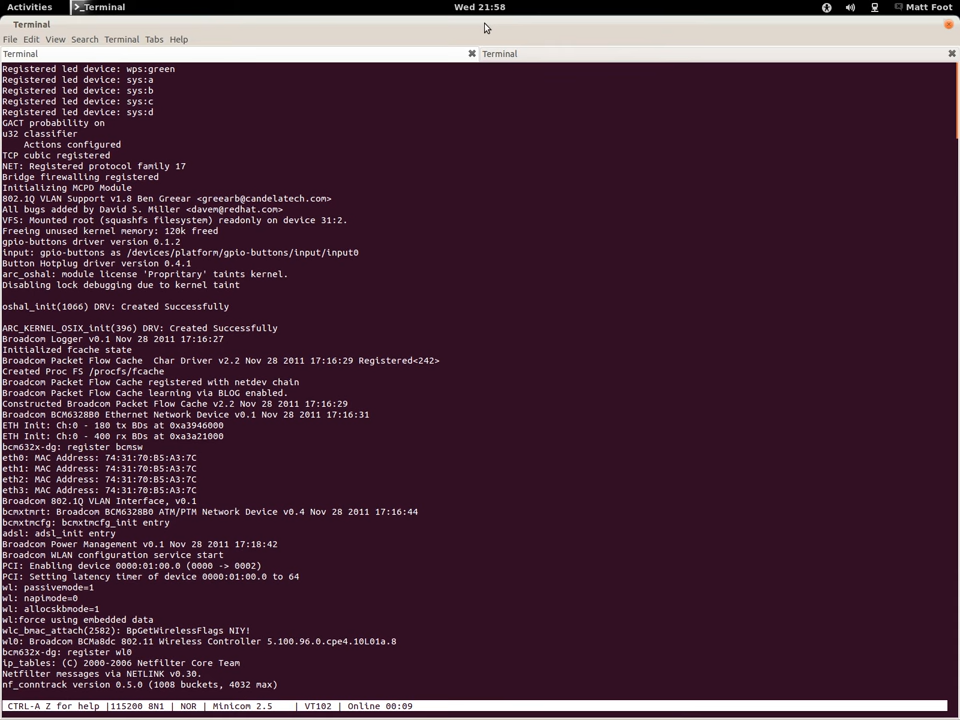 Activities >_Terminal Wed 21:58 Matt Foot
Terminal
File Edit View Search Terminal Tabs Help
Terminal Terminal
Registered led device: wps:green
Registered led device: sys:a
Registered led device: sys:b
Registered led device: sys:c
Registered led device: sys:d
GACT probability on
u32 classifier
    Actions configured
TCP cubic registered
NET: Registered protocol family 17
Bridge firewalling registered
Initializing MCPD Module
802.1Q VLAN Support v1.8 Ben Greear <greearb@candelatech.com>
All bugs added by David S. Miller <davem@redhat.com>
VFS: Mounted root (squashfs filesystem) readonly on device 31:2.
Freeing unused kernel memory: 120k freed
gpio-buttons driver version 0.1.2
input: gpio-buttons as /devices/platform/gpio-buttons/input/input0
Button Hotplug driver version 0.4.1
arc_oshal: module license 'Propritary' taints kernel.
Disabling lock debugging due to kernel taint
oshal_init(1066) DRV: Created Successfully
ARC_KERNEL_OSIX_init(396) DRV: Created Successfully
Broadcom Logger v0.1 Nov 28 2011 17:16:27
Initialized fcache state
Broadcom Packet Flow Cache  Char Driver v2.2 Nov 28 2011 17:16:29 Registered<242>
Created Proc FS /procfs/fcache
Broadcom Packet Flow Cache registered with netdev chain
Broadcom Packet Flow Cache learning via BLOG enabled.
Constructed Broadcom Packet Flow Cache v2.2 Nov 28 2011 17:16:29
Broadcom BCM6328B0 Ethernet Network Device v0.1 Nov 28 2011 17:16:31
ETH Init: Ch:0 - 180 tx BDs at 0xa3946000
ETH Init: Ch:0 - 400 rx BDs at 0xa3a21000
bcm632x-dg: register bcmsw
eth0: MAC Address: 74:31:70:B5:A3:7C
eth1: MAC Address: 74:31:70:B5:A3:7C
eth2: MAC Address: 74:31:70:B5:A3:7C
eth3: MAC Address: 74:31:70:B5:A3:7C
Broadcom 802.1Q VLAN Interface, v0.1
bcmxtmrt: Broadcom BCM6328B0 ATM/PTM Network Device v0.4 Nov 28 2011 17:16:44
bcmxtmcfg: bcmxtmcfg_init entry
adsl: adsl_init entry
Broadcom Power Management v0.1 Nov 28 2011 17:18:42
Broadcom WLAN configuration service start
PCI: Enabling device 0000:01:00.0 (0000 -> 0002)
PCI: Setting latency timer of device 0000:01:00.0 to 64
wl: passivemode=1
wl: napimode=0
wl: allocskbmode=1
wl:force using embedded data
wlc_bmac_attach(2582): BpGetWirelessFlags NIY!
wl0: Broadcom BCMa8dc 802.11 Wireless Controller 5.100.96.0.cpe4.10L01a.8
bcm632x-dg: register wl0
ip_tables: (C) 2000-2006 Netfilter Core Team
Netfilter messages via NETLINK v0.30.
nf_conntrack version 0.5.0 (1008 buckets, 4032 max)
CTRL-A Z for help |115200 8N1 | NOR | Minicom 2.5    | VT102 | Online 00:09